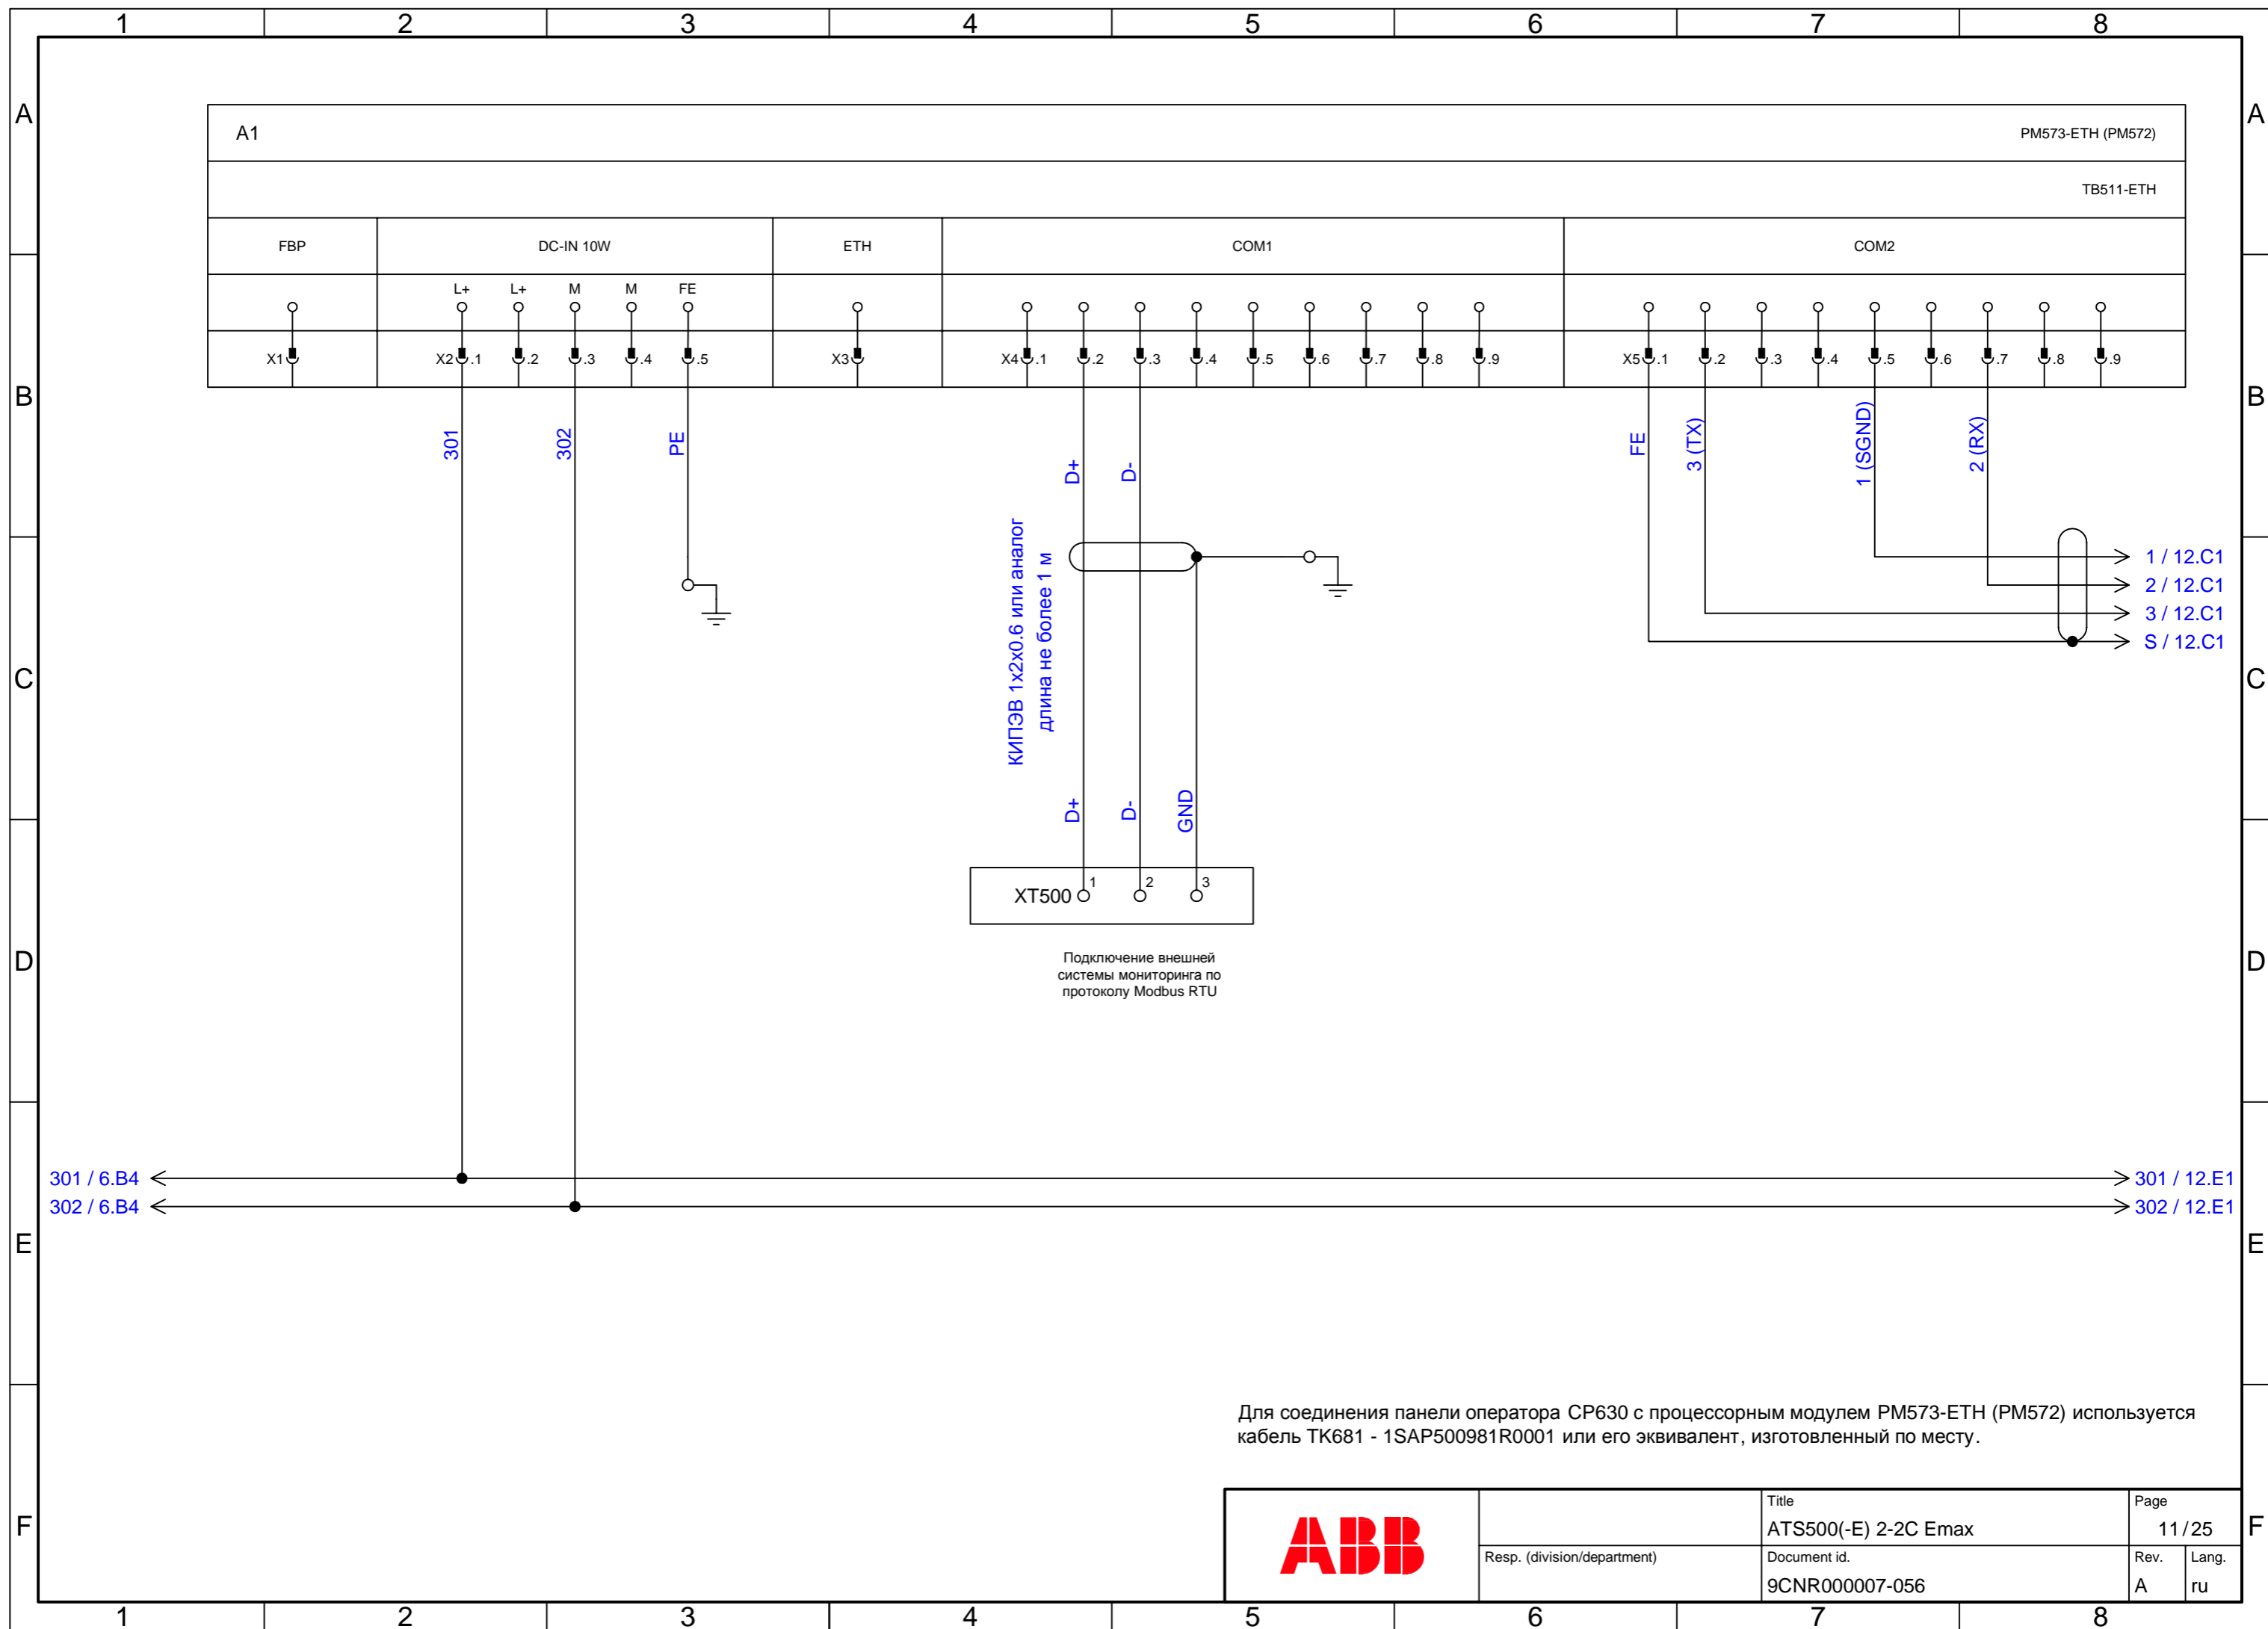 1 2 3 4 5 6 7 8
A A
A1 PM573-ETH (PM572)
TB511-ETH
FBP DC-IN 10W ETH COM1 COM2
L+ L+ M M FE
X1 X2 .1 .2 .3 .4 .5 X3 X4 .1 .2 .3 .4 .5 .6 .7 .8 .9 X5 .1 .2 .3 .4 .5 .6 .7 .8 .9
B B
301 302 PE D+ D- FE 3 (TX) 1 (SGND) 2 (RX)
КИПЭВ 1x2x0.6 или аналог
длина не более 1 м
1 / 12.C1
2 / 12.C1
3 / 12.C1
S / 12.C1
C C
D+ D- GND
XT500 1 2 3
Подключение внешней
системы мониторинга по
протоколу Modbus RTU
D D
301 / 6.B4 301 / 12.E1
302 / 6.B4 302 / 12.E1
E E
Для соединения панели оператора CP630 с процессорным модулем PM573-ETH (PM572) используется
кабель TK681 - 1SAP500981R0001 или его эквивалент, изготовленный по месту.
F F
ABB
Title Page
ATS500(-E) 2-2C Emax 11/25
Resp. (division/department) Document id. Rev. Lang.
9CNR000007-056 A ru
1 2 3 4 5 6 7 8